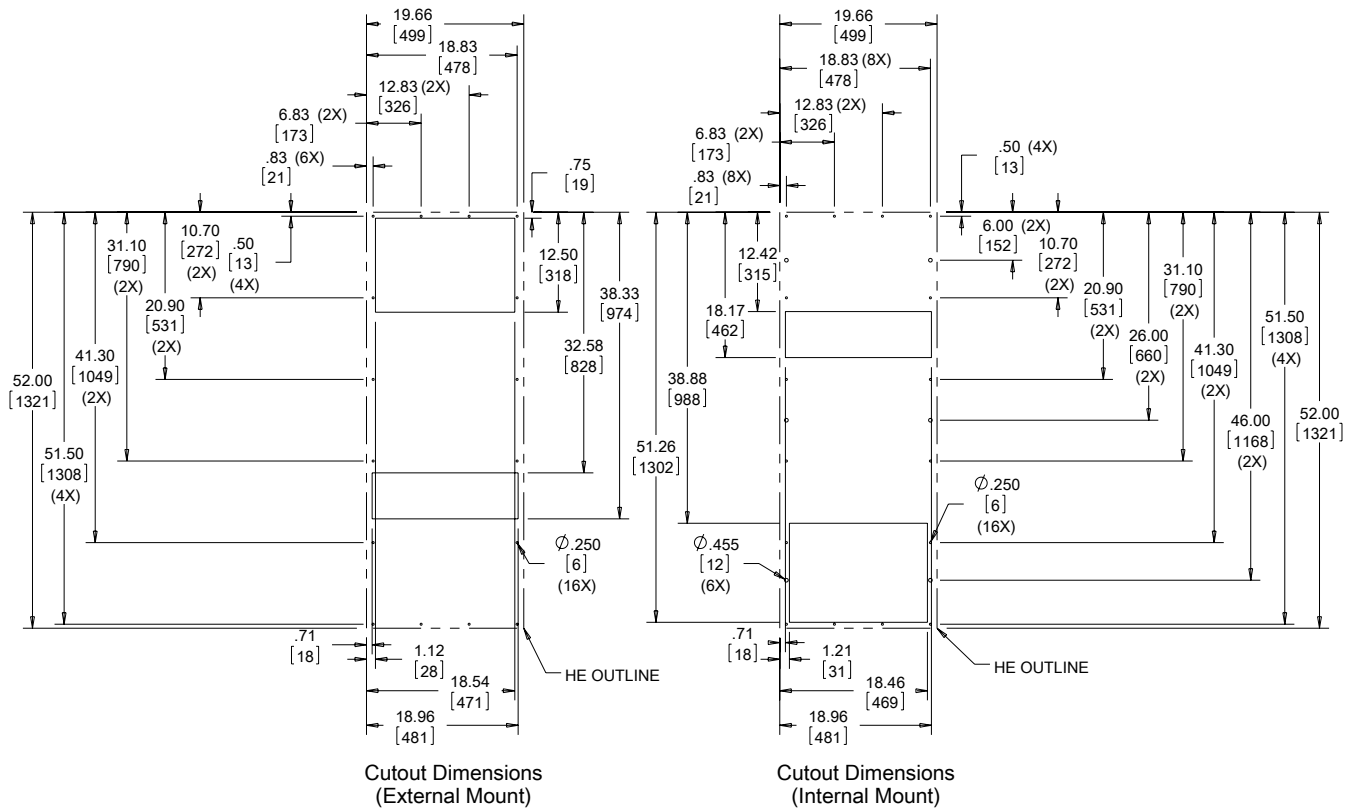 19.66
[499]
18.83
[478]
12.83 (2X)
[326]
6.83 (2X)
[173]
.83 (6X)
[21]
.75
[19]
10.70
[272]
(2X)
.50
[13]
(4X)
31.10
[790]
(2X)
20.90
[531]
(2X)
41.30
[1049]
(2X)
52.00
[1321]
51.50
[1308]
(4X)
12.50
[318]
38.33
[974]
32.58
[828]
Ø.250
[6]
(16X)
.71
[18]
1.12
[28]
HE OUTLINE
18.54
[471]
18.96
[481]
Cutout Dimensions
(External Mount)
19.66
[499]
18.83 (8X)
[478]
12.83 (2X)
[326]
6.83 (2X)
[173]
.83 (8X)
[21]
.50 (4X)
[13]
6.00 (2X)
[152]
10.70
[272]
(2X)
12.42
[315]
18.17
[462]
38.88
[988]
51.26
[1302]
20.90
[531]
(2X)
31.10
[790]
(2X)
26.00
[660]
(2X)
41.30
[1049]
(2X)
51.50
[1308]
(4X)
46.00
[1168]
(2X)
52.00
[1321]
Ø.250
[6]
(16X)
Ø.455
[12]
(6X)
.71
[18]
1.21
[31]
HE OUTLINE
18.46
[469]
18.96
[481]
Cutout Dimensions
(Internal Mount)